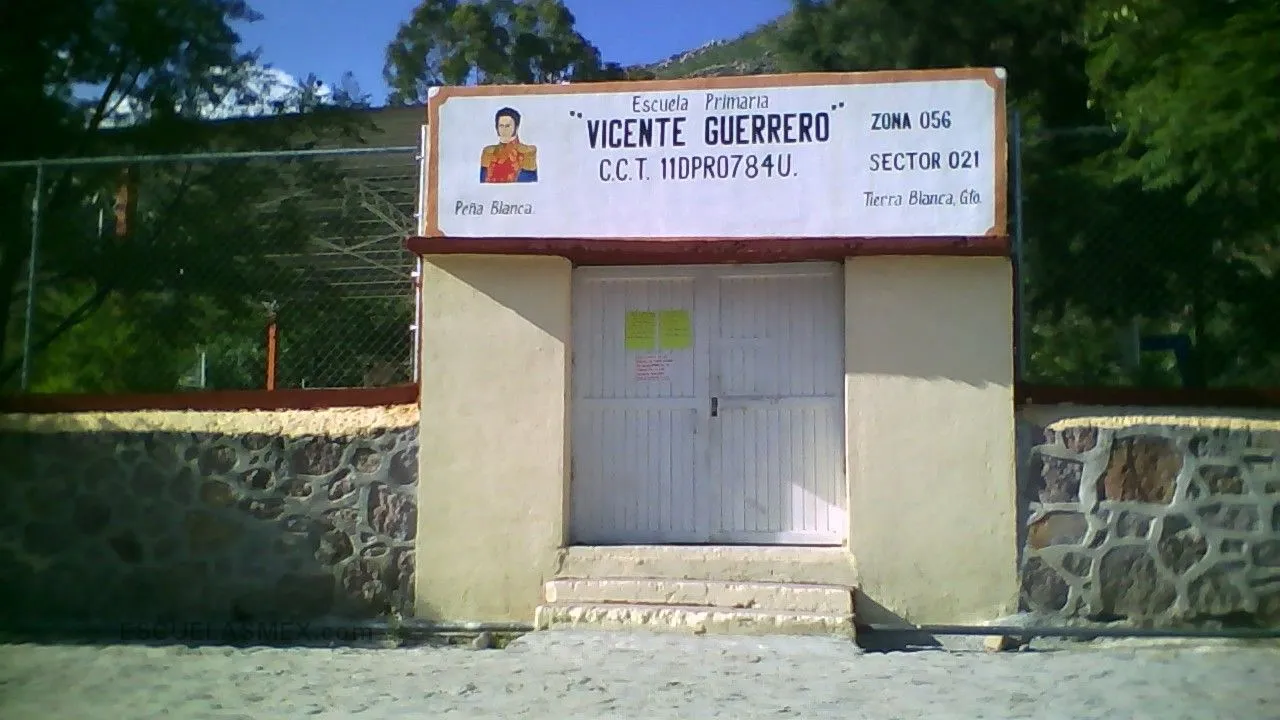 Escuela Primaria
"VICENTE GUERRERO"
C.C.T. 11DPR0784U.
ZONA 056
SECTOR 021
Peña Blanca.
Tierra Blanca, Gto.
ESCUELASMEX.com